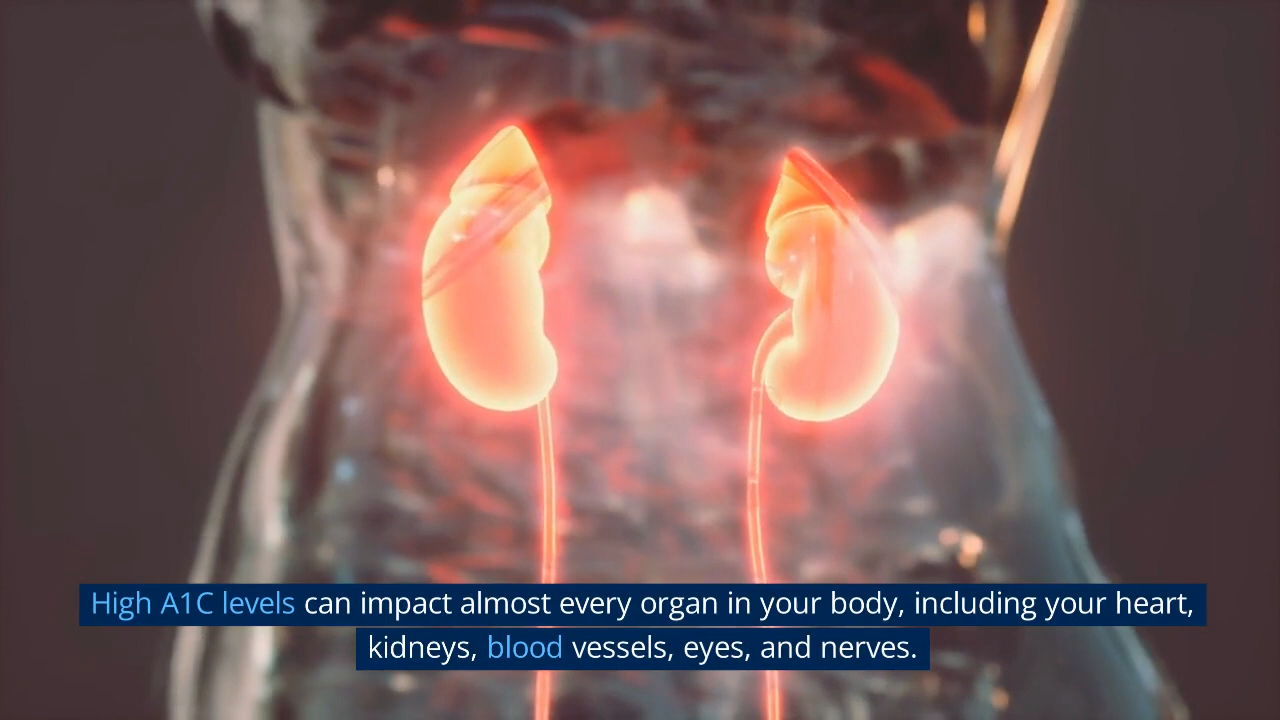 High A1C levels can impact almost every organ in your body, including your heart,
kidneys, blood vessels, eyes, and nerves.